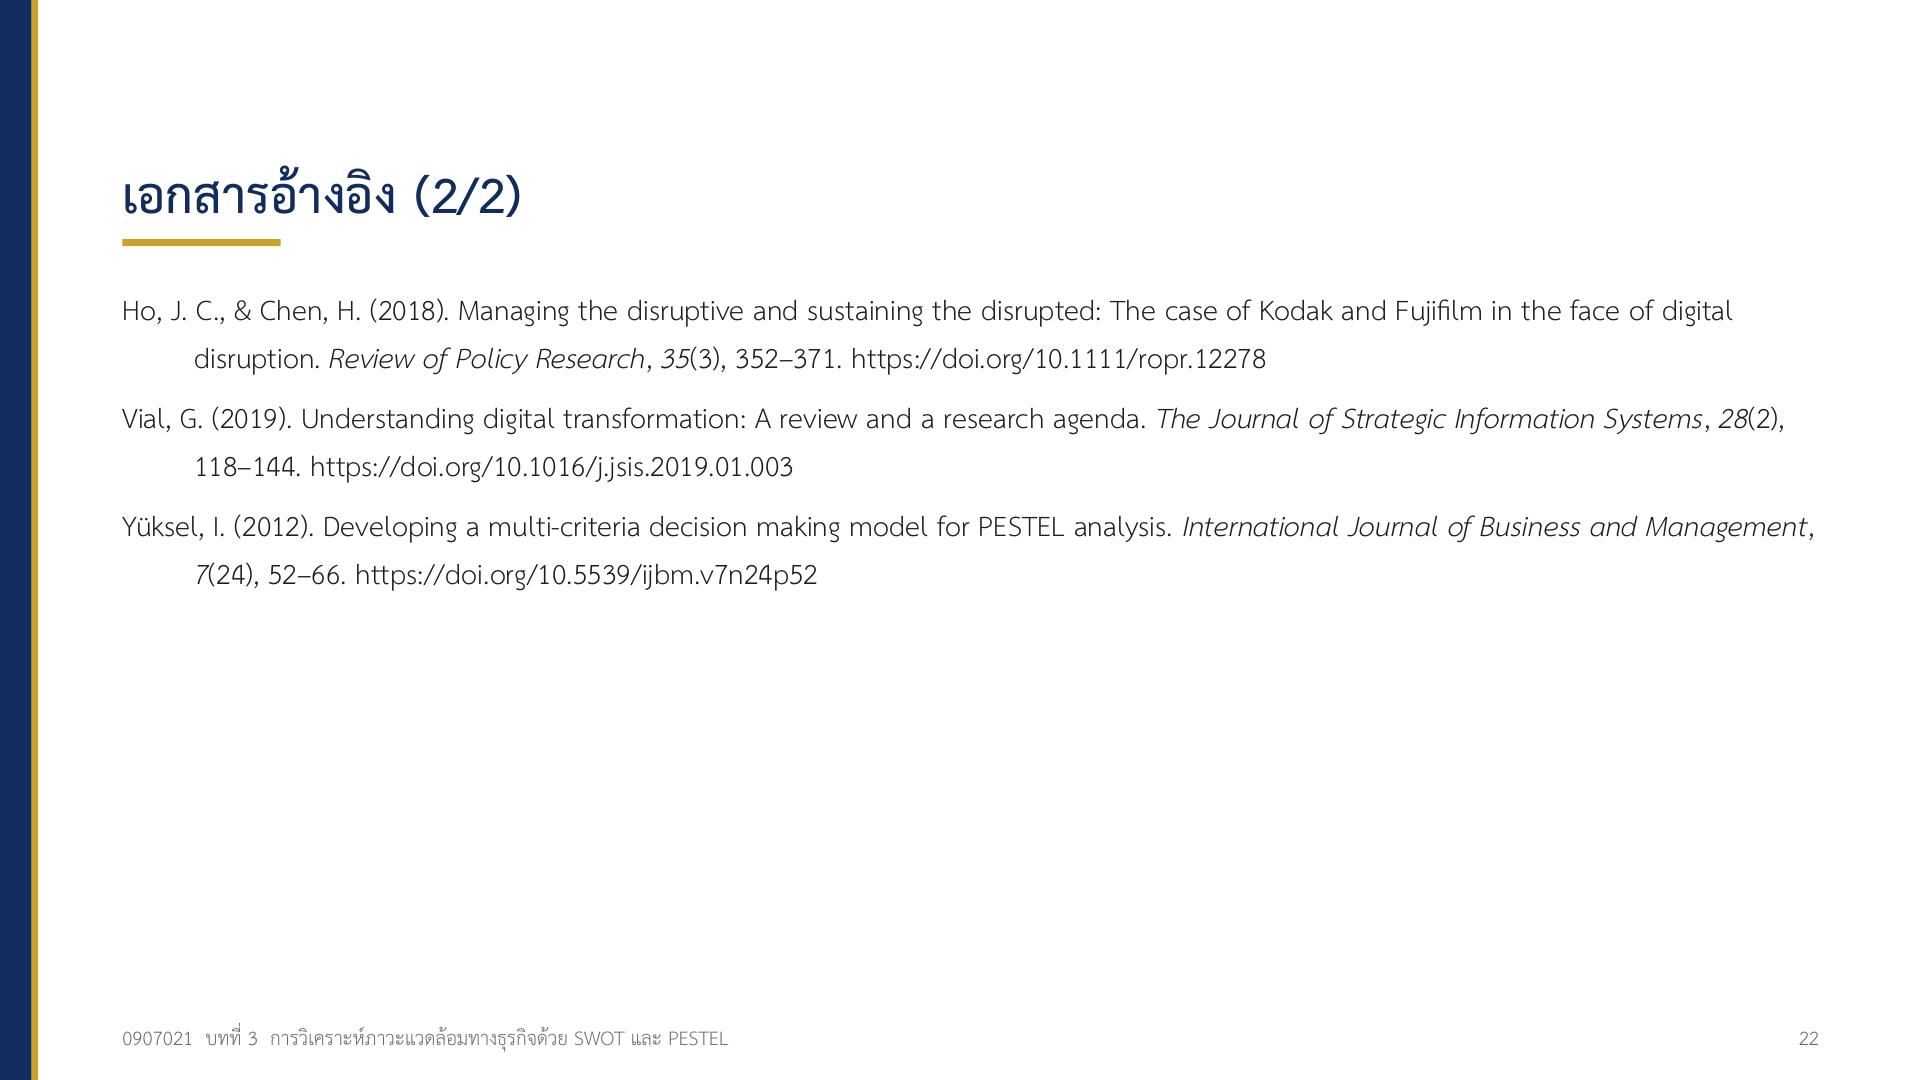 เอกสารอ้างอิง (2/2)
Ho, J. C., & Chen, H. (2018). Managing the disruptive and sustaining the disrupted: The case of Kodak and Fujifilm in the face of digital
disruption. Review of Policy Research, 35(3), 352–371. https://doi.org/10.1111/ropr.12278
Vial, G. (2019). Understanding digital transformation: A review and a research agenda. The Journal of Strategic Information Systems, 28(2),
118–144. https://doi.org/10.1016/j.jsis.2019.01.003
Yüksel, I. (2012). Developing a multi-criteria decision making model for PESTEL analysis. International Journal of Business and Management,
7(24), 52–66. https://doi.org/10.5539/ijbm.v7n24p52
0907021 บทที่ 3 การวิเคราะห์ภาวะแวดล้อมทางธุรกิจด้วย SWOT และ PESTEL
22